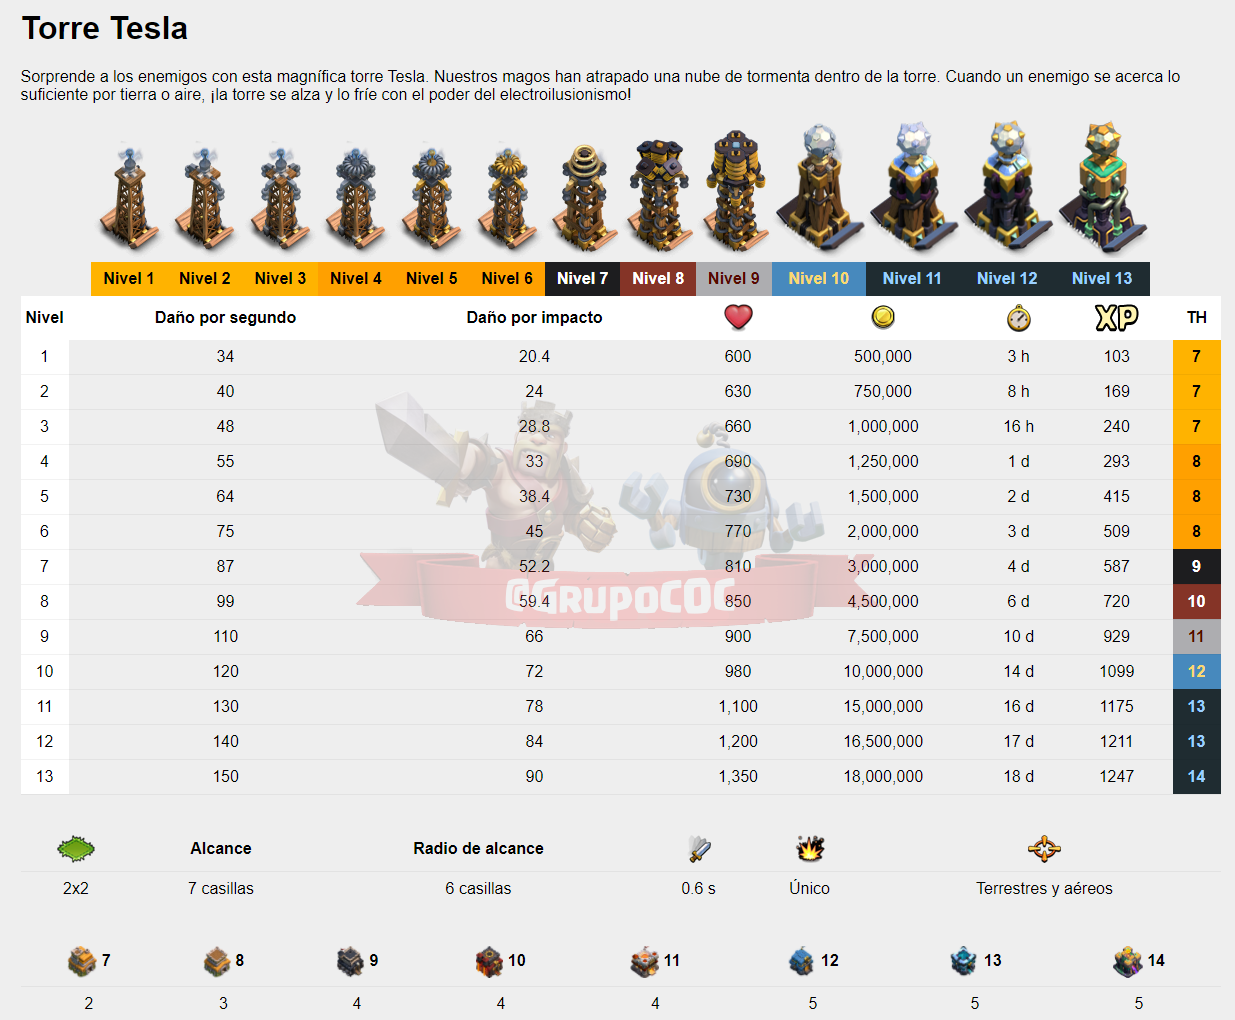 Torre Tesla
Sorprende a los enemigos con esta magnífica torre Tesla. Nuestros magos han atrapado una nube de tormenta dentro de la torre. Cuando un enemigo se acerca lo
suficiente por tierra o aire, ¡la torre se alza y lo fríe con el poder del electroilusionismo!
Nivel 1 Nivel 2 Nivel 3 Nivel 4 Nivel 5 Nivel 6 Nivel 7 Nivel 8 Nivel 9 Nivel 10 Nivel 11 Nivel 12 Nivel 13
Nivel Daño por segundo Daño por impacto XP TH
1 34 20.4 600 500,000 3 h 103 7
2 40 24 630 750,000 8 h 169 7
3 48 28.8 660 1,000,000 16 h 240 7
4 55 33 690 1,250,000 1 d 293 8
5 64 38.4 730 1,500,000 2 d 415 8
6 75 45 770 2,000,000 3 d 509 8
7 87 52.2 810 3,000,000 4 d 587 9
8 99 59.4 850 4,500,000 6 d 720 10
@GRUPOCOC
9 110 66 900 7,500,000 10 d 929 11
10 120 72 980 10,000,000 14 d 1099 12
11 130 78 1,100 15,000,000 16 d 1175 13
12 140 84 1,200 16,500,000 17 d 1211 13
13 150 90 1,350 18,000,000 18 d 1247 14
Alcance Radio de alcance
2x2 7 casillas 6 casillas 0.6 s Único Terrestres y aéreos
7 8 9 10 11 12 13 14
2 3 4 4 4 5 5 5